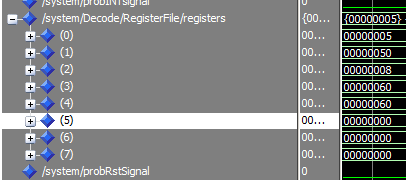 /system/probINTsignal 0
/system/Decode/RegisterFile/registers {00... {00000005}
(0) 00... 00000005
(1) 00... 00000050
(2) 00... 00000008
(3) 00... 00000060
(4) 00... 00000060
(5) 00... 00000000
(6) 00... 00000000
(7) 00... 00000000
/system/probRstSignal 0